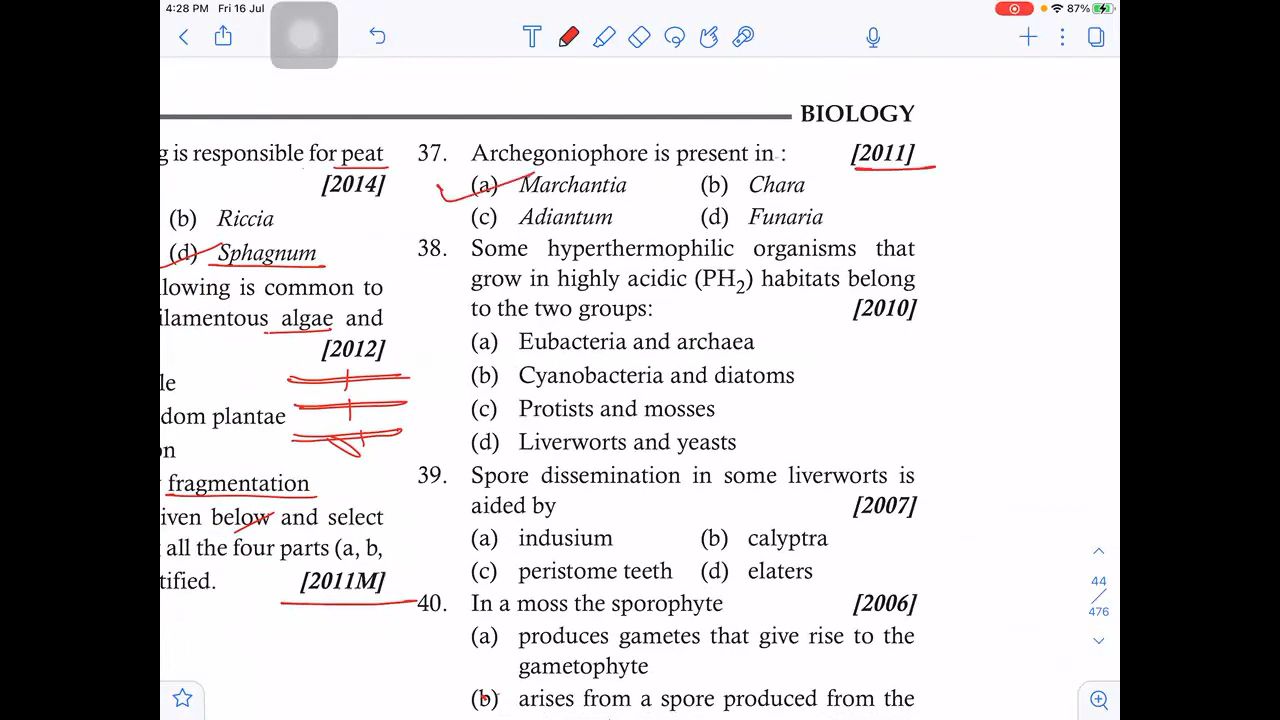 4:28 PM Fri 16 Jul
87%
BIOLOGY
g is responsible for peat
[2014]
(b) Riccia
(d) Sphagnum
lowing is common to
ilamentous algae and
[2012]
le
dom plantae
on
fragmentation
iven below and select
all the four parts (a, b,
tified. [2011M]
37. Archegoniophore is present in : [2011]
(a) Marchantia (b) Chara
(c) Adiantum (d) Funaria
38. Some hyperthermophilic organisms that
grow in highly acidic (PH2) habitats belong
to the two groups: [2010]
(a) Eubacteria and archaea
(b) Cyanobacteria and diatoms
(c) Protists and mosses
(d) Liverworts and yeasts
39. Spore dissemination in some liverworts is
aided by [2007]
(a) indusium (b) calyptra
(c) peristome teeth (d) elaters
40. In a moss the sporophyte [2006]
(a) produces gametes that give rise to the
gametophyte
(b) arises from a spore produced from the
44
476